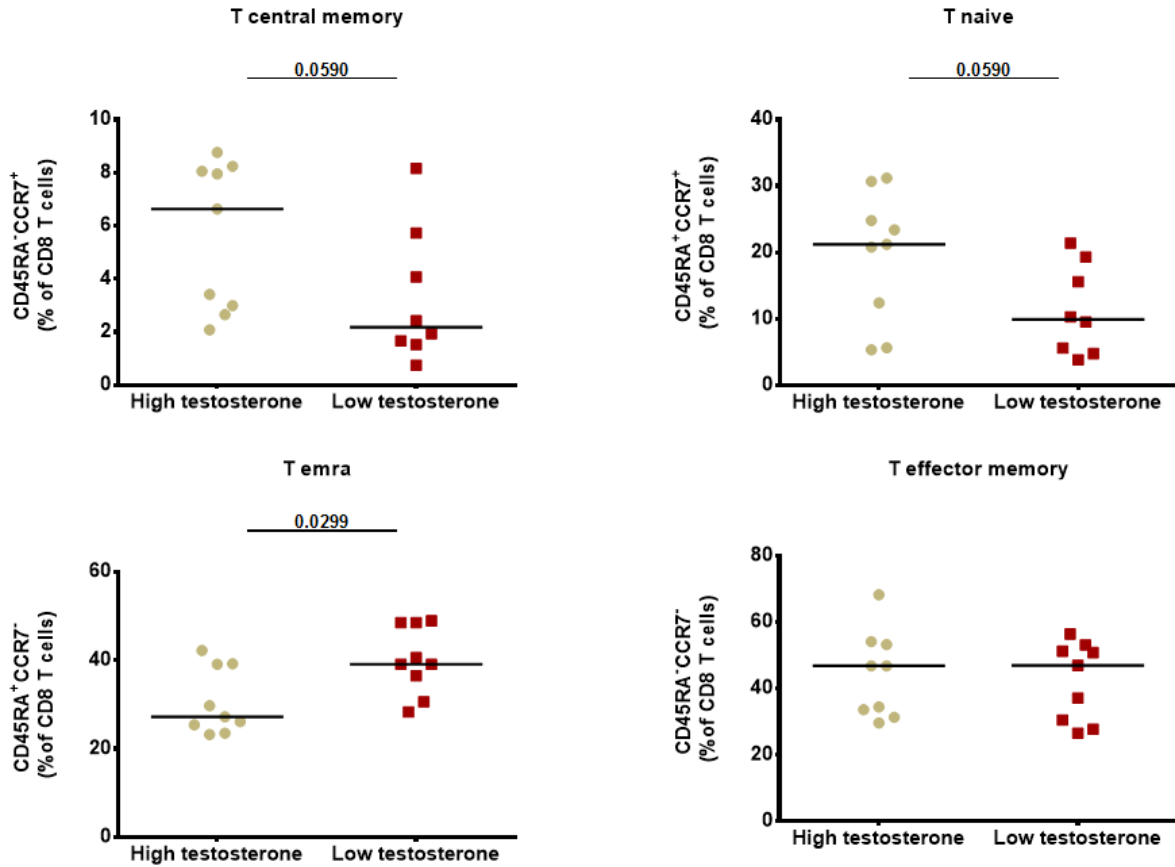 T central memory
0.0590
CD45RA⁻CCR7⁺
(% of CD8 T cells)
10
8
6
4
2
0
High testosterone
Low testosterone
T naive
0.0590
CD45RA⁺CCR7⁺
(% of CD8 T cells)
40
30
20
10
0
High testosterone
Low testosterone
T emra
0.0299
CD45RA⁺CCR7⁻
(%of CD8 T cells)
60
40
20
0
High testosterone
Low testosterone
T effector memory
CD45RA⁻CCR7⁻
(%of CD8 T cells)
80
60
40
20
0
High testosterone
Low testosterone